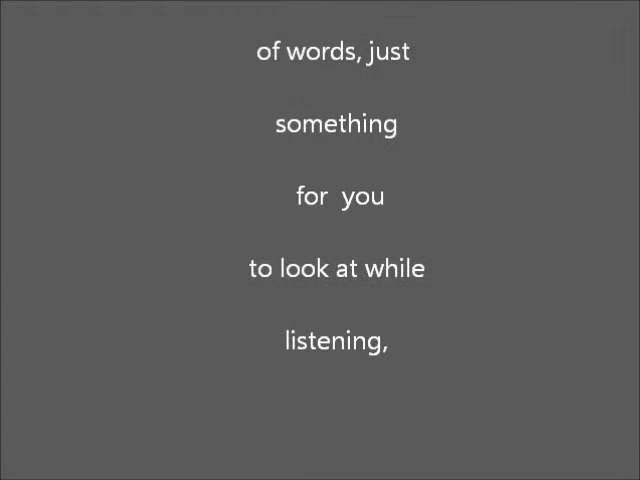 of words, just
something
for  you
to look at while
listening,